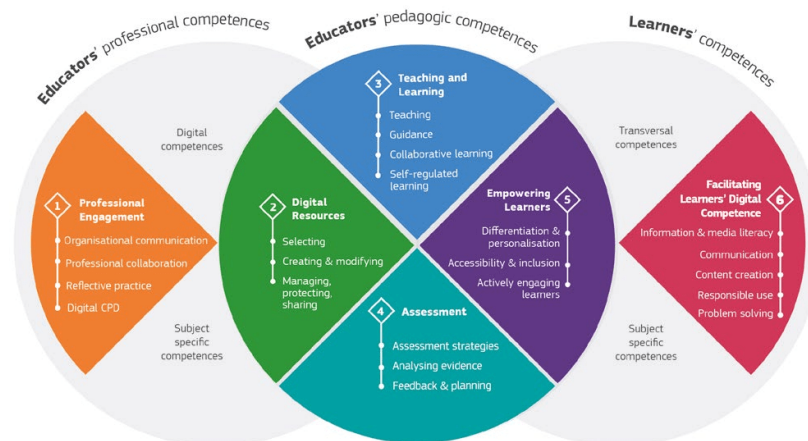 Educators' professional competences
Educators' pedagogic competences
Learners' competences
Digital
competences
Subject
specific
competences
1
Professional
Engagement
Organisational communication
Professional collaboration
Reflective practice
Digital CPD
2
Digital
Resources
Selecting
Creating & modifying
Managing,
protecting,
sharing
3
Teaching and
Learning
Teaching
Guidance
Collaborative learning
Self-regulated
learning
4
Assessment
Assessment strategies
Analysing evidence
Feedback & planning
5
Empowering
Learners
Differentiation &
personalisation
Accessibility & inclusion
Actively engaging
learners
Transversal
competences
Subject
specific
competences
6
Facilitating
Learners' Digital
Competence
Information & media literacy
Communication
Content creation
Responsible use
Problem solving